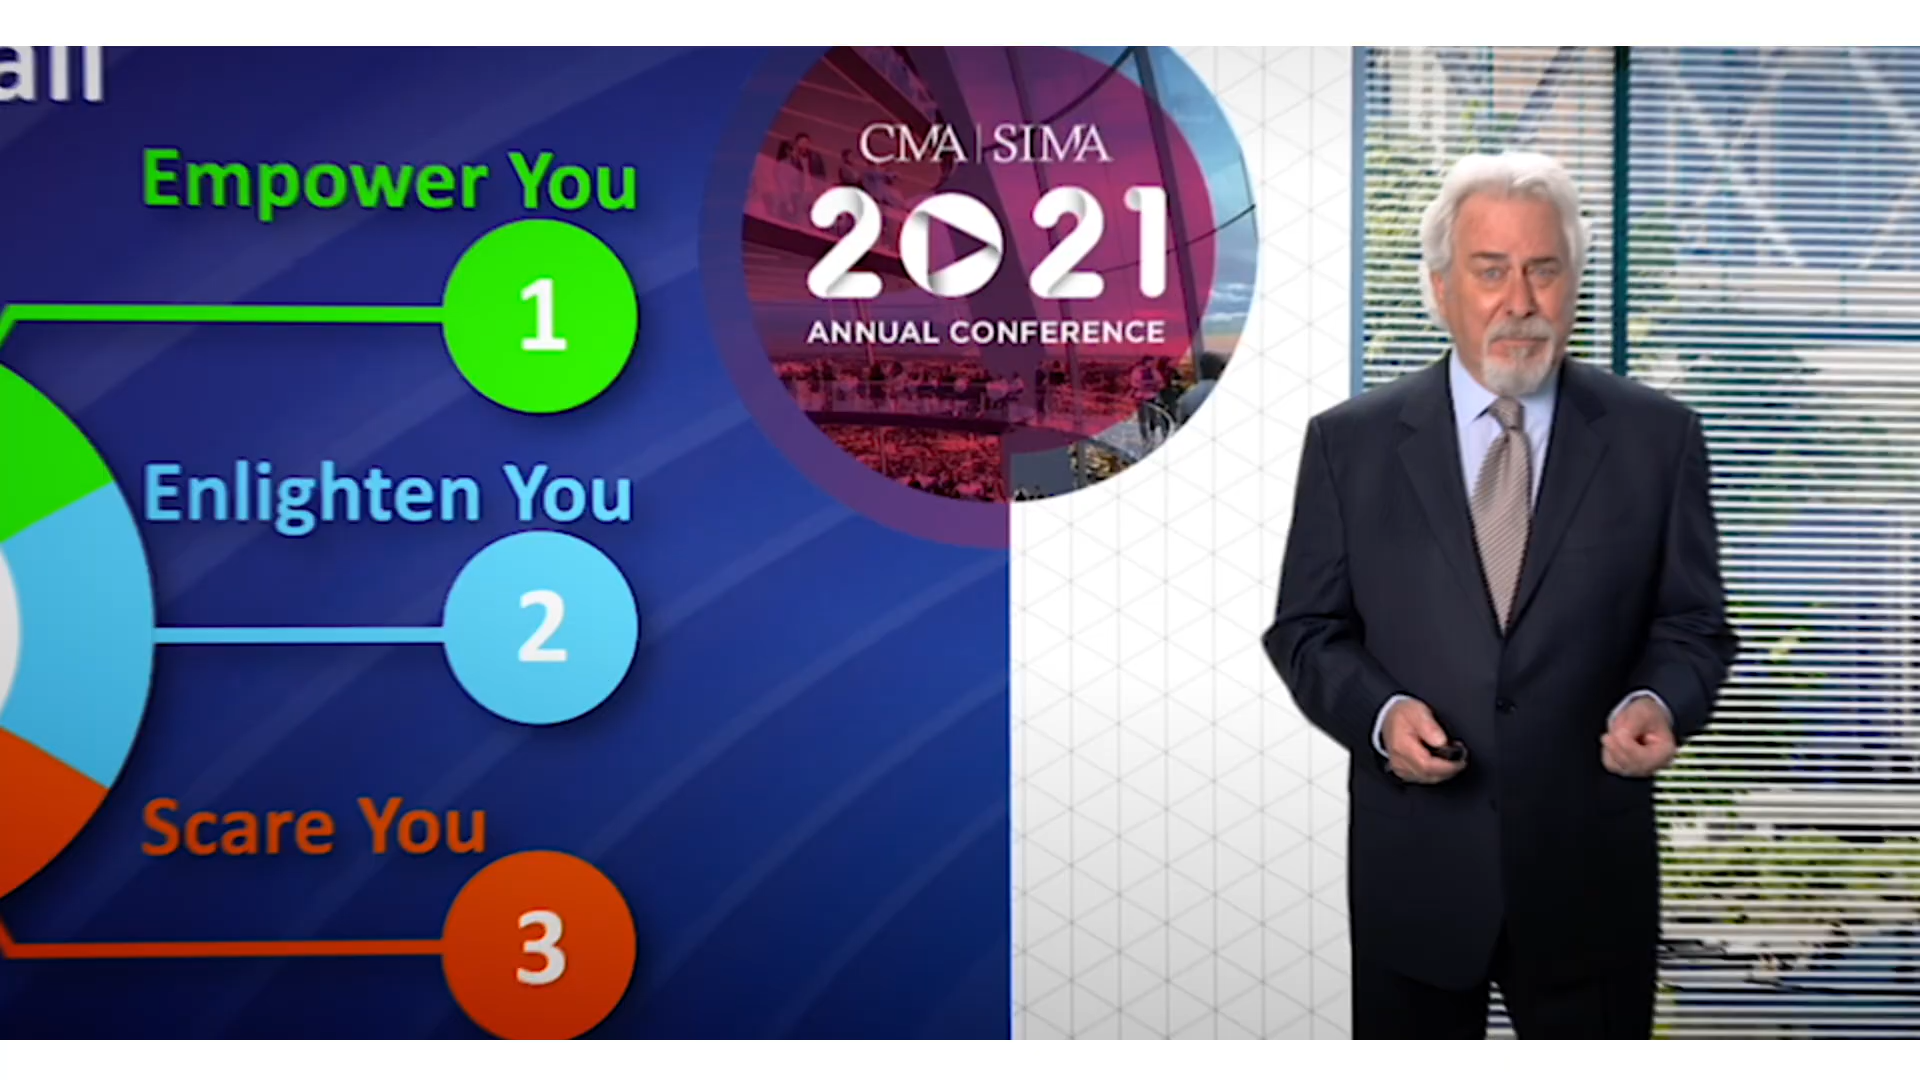 Empower You
1
Enlighten You
2
Scare You
3
CMA | SIMA
2021
ANNUAL CONFERENCE